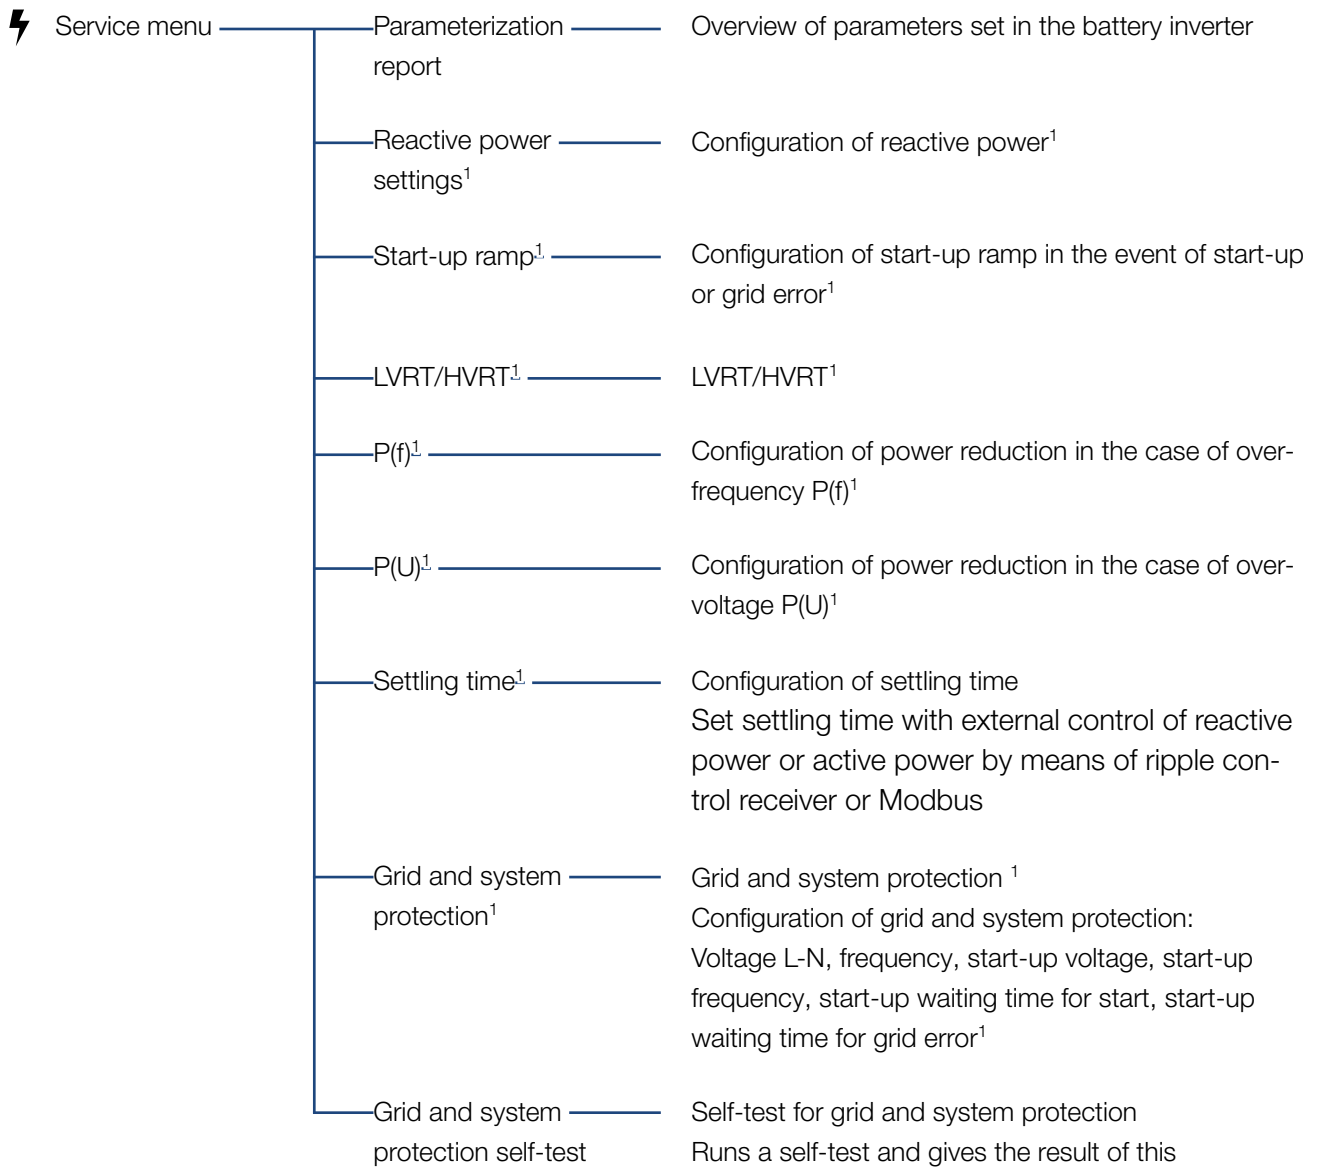 Service menu
Parameterization
report
Overview of parameters set in the battery inverter
Reactive power
settings¹
Configuration of reactive power¹
Start-up ramp¹
Configuration of start-up ramp in the event of start-up
or grid error¹
LVRT/HVRT¹
LVRT/HVRT¹
P(f)¹
Configuration of power reduction in the case of over-
frequency P(f)¹
P(U)¹
Configuration of power reduction in the case of over-
voltage P(U)¹
Settling time¹
Configuration of settling time
Set settling time with external control of reactive
power or active power by means of ripple con-
trol receiver or Modbus
Grid and system
protection¹
Grid and system protection ¹
Configuration of grid and system protection:
Voltage L-N, frequency, start-up voltage, start-up
frequency, start-up waiting time for start, start-up
waiting time for grid error¹
Grid and system
protection self-test
Self-test for grid and system protection
Runs a self-test and gives the result of this